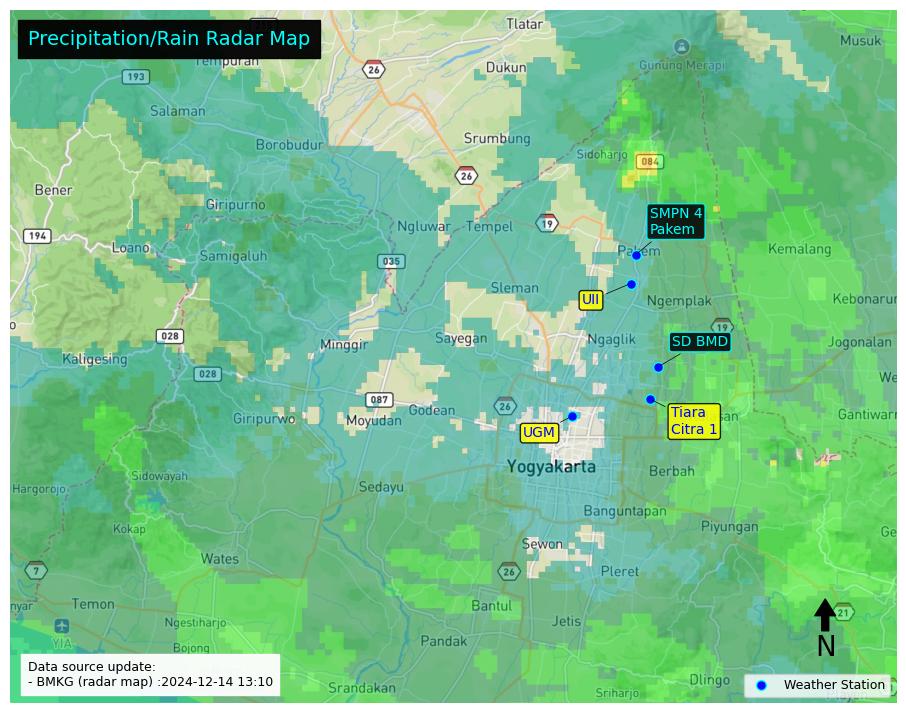 Precipitation/Rain Radar Map
Tlatar
Musuk
26
Gunung Merapi
Tempuran
Dukun
193
Salaman
Borobudur
Srumbung
Sidoharjo
084
26
Bener
Giripurno
SMPN 4
Pakem
Ngluwar
Tempel
19
194
Loano
Samigaluh
Pakem
Kemalang
035
Sleman
UII
Ngemplak
Kebonarun
028
Minggir
Sayegan
Ngaglik
19
SD BMD
Jogonalan
Kaligesing
028
087
Godean
26
Tiara
Citra 1
Giripurwo
Moyudan
UGM
Gantiwarn
Yogyakarta
Berbah
Hargorojo
Sidowayah
Sedayu
Banguntapan
Kokap
Piyungan
Wates
Sewon
7
26
Pleret
Temon
Bantul
21
Ngestiharjo
Jetis
N
YIA
Bojong
Pandak
Data source update:
- BMKG (radar map) :2024-12-14 13:10
Srandakan
Sriharjo
Dlingo
Weather Station